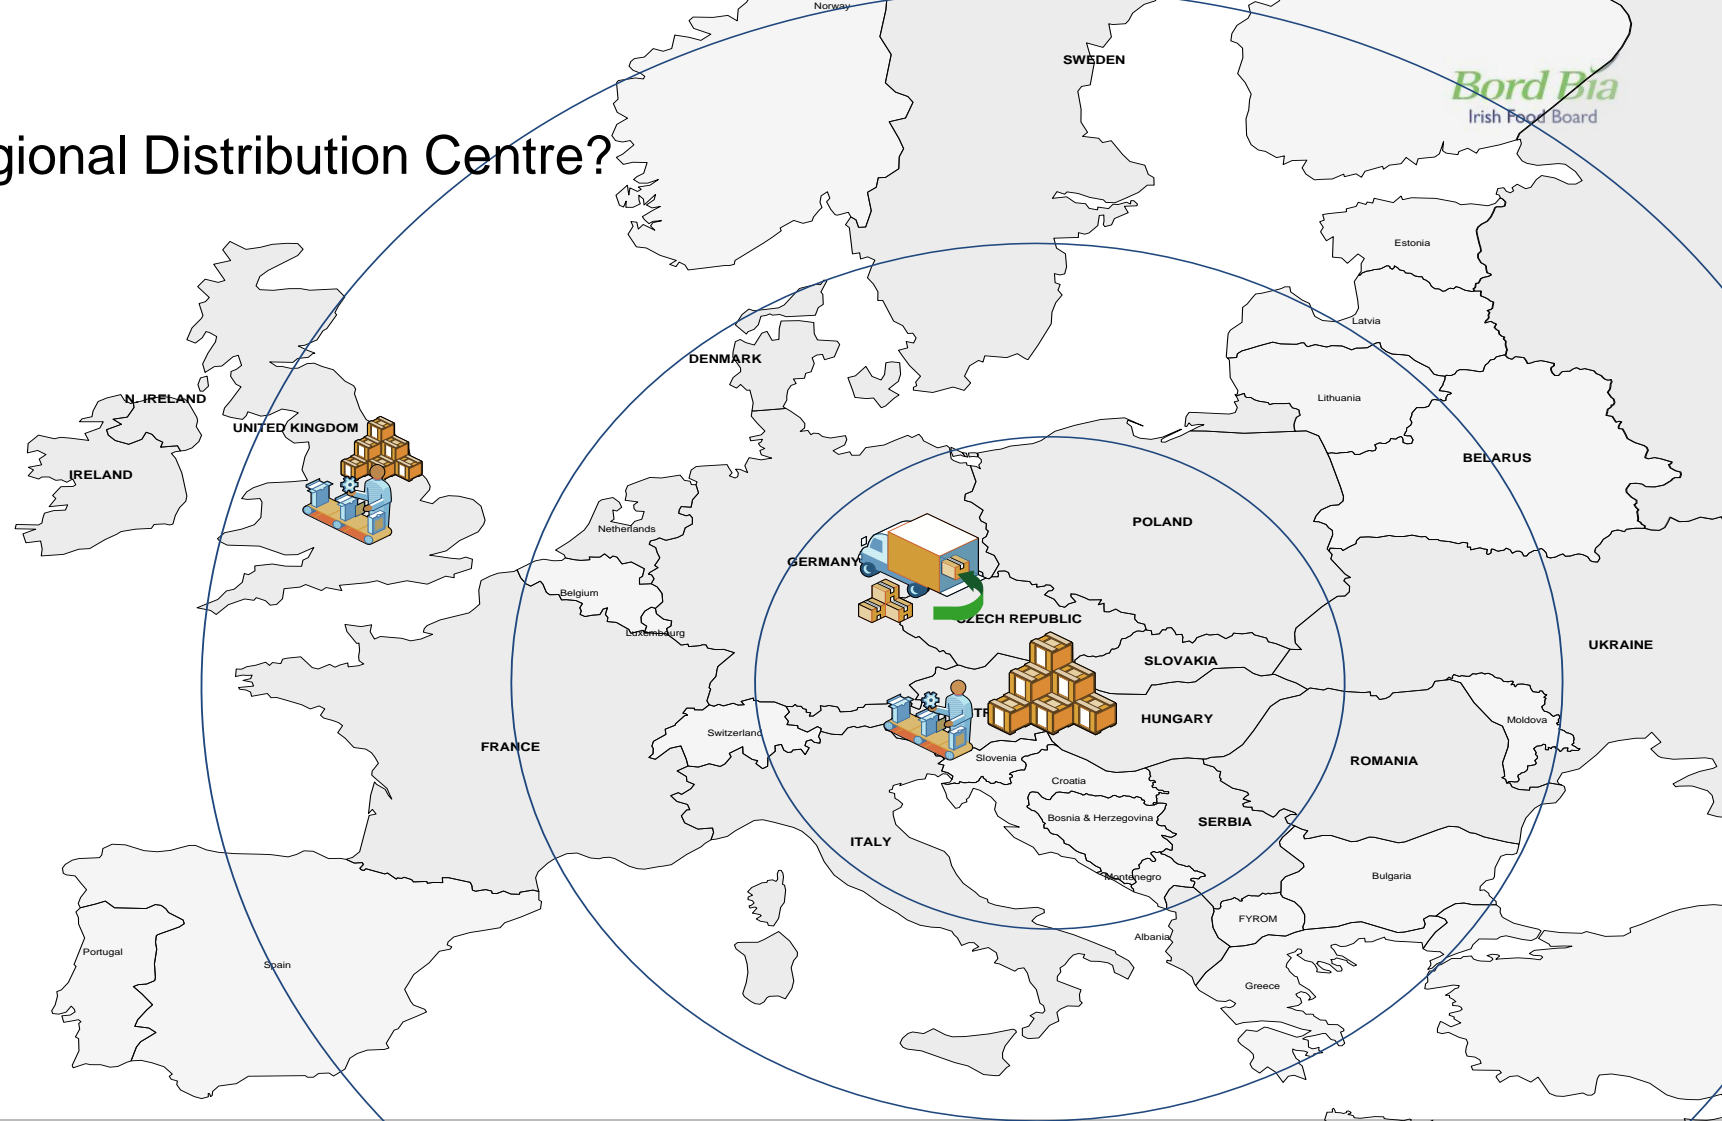 Norway
SWEDEN
Bord Bia
Irish Food Board
gional Distribution Centre?
Estonia
Latvia
DENMARK
N. IRELAND
Lithuania
UNITED KINGDOM
BELARUS
IRELAND
POLAND
Netherlands
GERMANY
Belgium
CZECH REPUBLIC
Luxembourg
UKRAINE
SLOVAKIA
HUNGARY
Moldova
Switzerland
FRANCE
Slovenia
ROMANIA
Croatia
Bosnia & Herzegovina
SERBIA
ITALY
Montenegro
Bulgaria
FYROM
Albania
Portugal
Spain
Greece